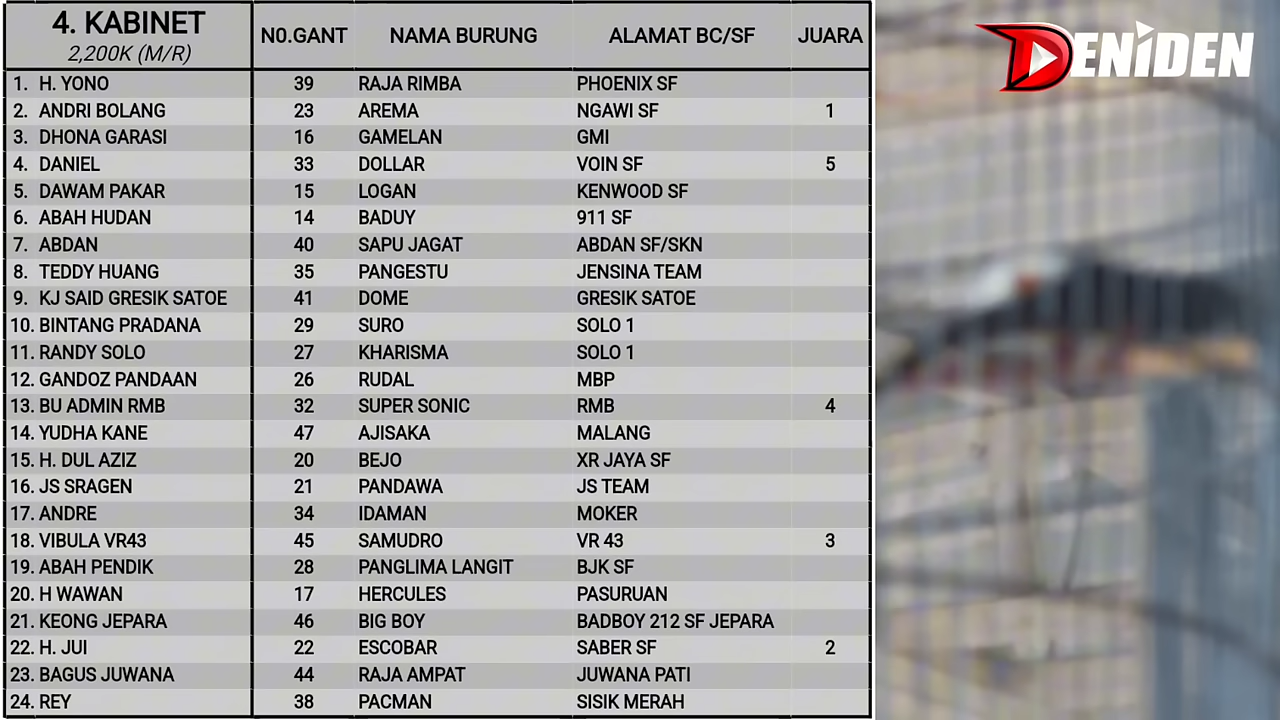 4. KABINET
2,200K (M/R)
N0.GANT NAMA BURUNG ALAMAT BC/SF JUARA
1. H. YONO 39 RAJA RIMBA PHOENIX SF
2. ANDRI BOLANG 23 AREMA NGAWI SF 1
3. DHONA GARASI 16 GAMELAN GMI
4. DANIEL 33 DOLLAR VOIN SF 5
5. DAWAM PAKAR 15 LOGAN KENWOOD SF
6. ABAH HUDAN 14 BADUY 911 SF
7. ABDAN 40 SAPU JAGAT ABDAN SF/SKN
8. TEDDY HUANG 35 PANGESTU JENSINA TEAM
9. KJ SAID GRESIK SATOE 41 DOME GRESIK SATOE
10. BINTANG PRADANA 29 SURO SOLO 1
11. RANDY SOLO 27 KHARISMA SOLO 1
12. GANDOZ PANDAAN 26 RUDAL MBP
13. BU ADMIN RMB 32 SUPER SONIC RMB 4
14. YUDHA KANE 47 AJISAKA MALANG
15. H. DUL AZIZ 20 BEJO XR JAYA SF
16. JS SRAGEN 21 PANDAWA JS TEAM
17. ANDRE 34 IDAMAN MOKER
18. VIBULA VR43 45 SAMUDRO VR 43 3
19. ABAH PENDIK 28 PANGLIMA LANGIT BJK SF
20. H WAWAN 17 HERCULES PASURUAN
21. KEONG JEPARA 46 BIG BOY BADBOY 212 SF JEPARA
22. H. JUI 22 ESCOBAR SABER SF 2
23. BAGUS JUWANA 44 RAJA AMPAT JUWANA PATI
24. REY 38 PACMAN SISIK MERAH
DENIDEN